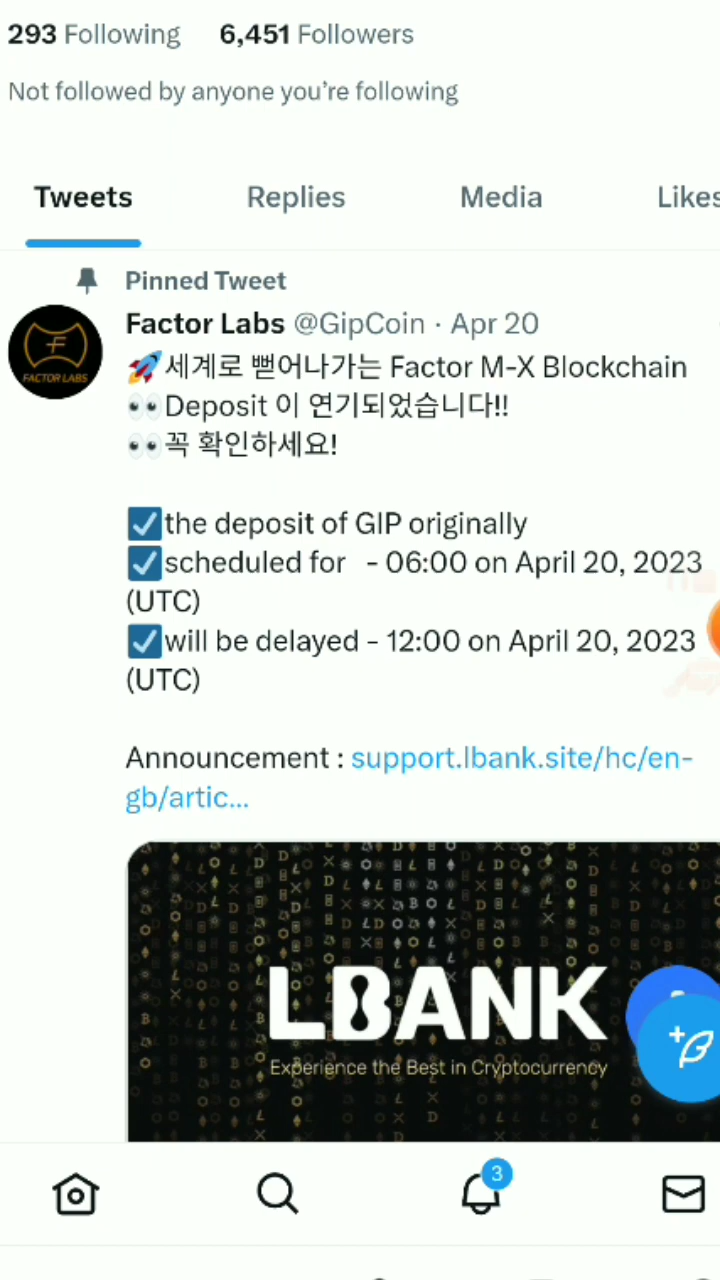 293 Following 6,451 Followers
Not followed by anyone you're following
Tweets Replies Media Likes
Pinned Tweet
Factor Labs @GipCoin · Apr 20
FACTOR LABS
🚀세계로 뻗어나가는 Factor M-X Blockchain
👀Deposit 이 연기되었습니다!!
👀꼭 확인하세요!
☑️the deposit of GIP originally
☑️scheduled for - 06:00 on April 20, 2023
(UTC)
☑️will be delayed - 12:00 on April 20, 2023
(UTC)
Announcement : support.lbank.site/hc/en-
gb/artic...
LBANK
Experience the Best in Cryptocurrency
3